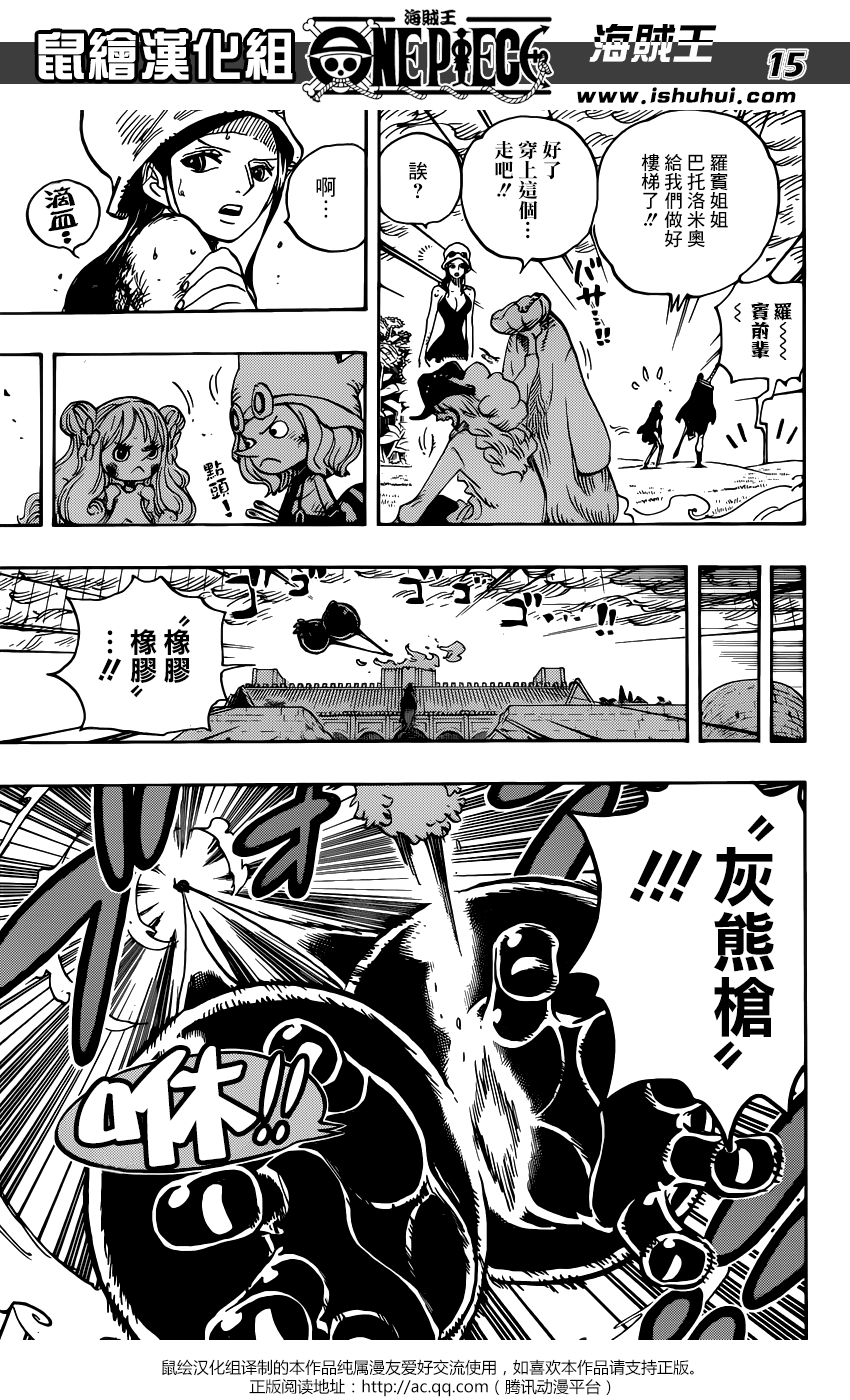 鼠繪漢化組
海賊王
ONE PIECE
海賊王
15
www.ishuhui.com
羅賓姐姐
巴托洛米奧
給我們做好
樓梯了!!
羅
賓前輩
好了
穿上這個…
走吧!!
誒?
バサ…!!
啊
…
滴血
點頭!
ゴゴゴ…!!
“橡膠
橡膠”
…!!
“灰熊槍”
!!!
咻!!
鼠绘汉化组译制的本作品纯属漫友爱好交流使用，如喜欢本作品请支持正版。
正版阅读地址：http://ac.qq.com（腾讯动漫平台）